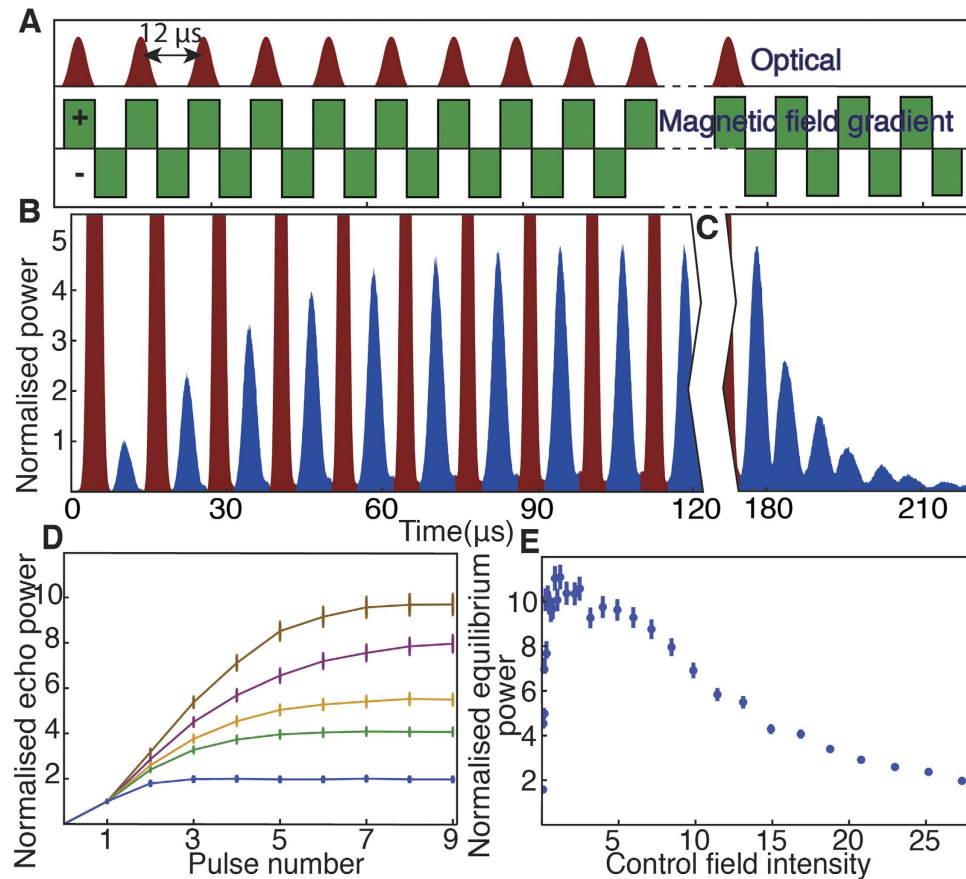 A
12 µs
Optical
+
Magnetic field gradient
-
B
C
Normalised power
5
4
3
2
1
0 30 60 90 120 180 210
Time(µs)
D
E
Normalised echo power
10
8
6
4
2
1 3 5 7 9
Pulse number
Normalised equilibrium
power
10
8
6
4
2
5 10 15 20 25
Control field intensity